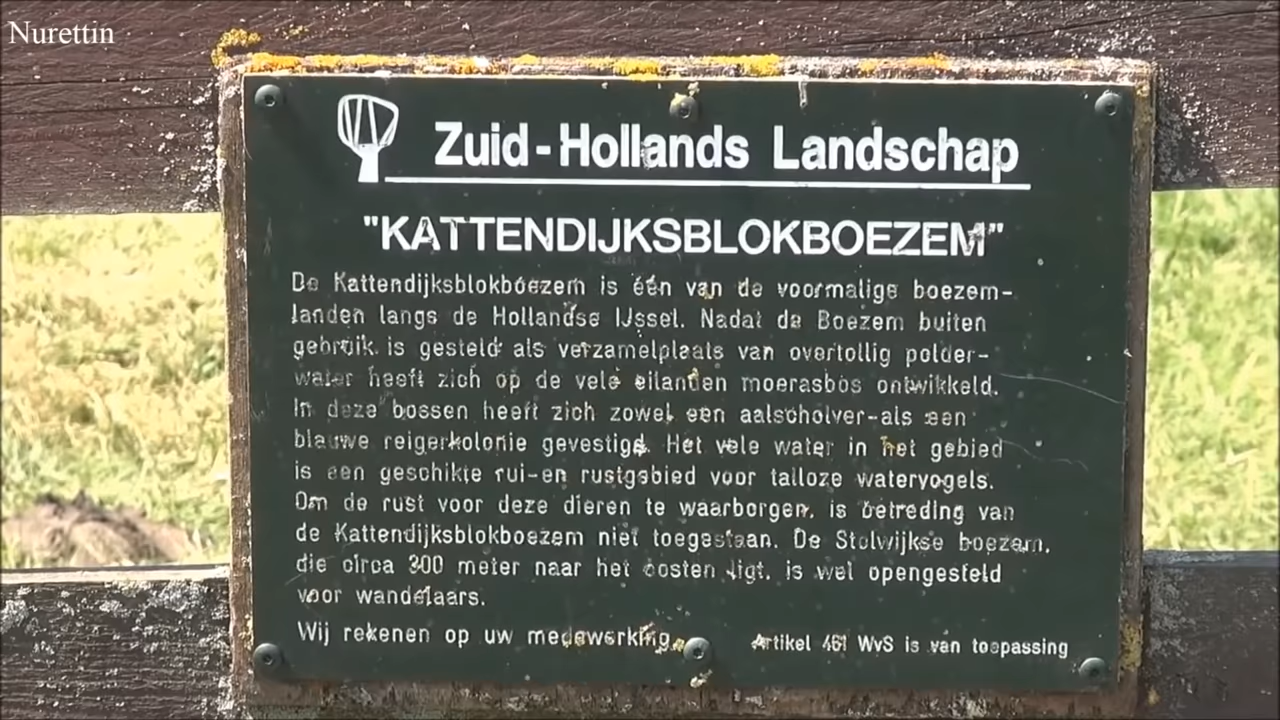 Nurettin
Zuid-Hollands Landschap
"KATTENDIJKSBLOKBOEZEM"
De Kattendijksblokboezem is één van de voormalige boezem-
landen langs de Hollandse IJssel. Nadat de Boezem buiten
gebruik is gesteld als verzamelplaats van overtollig polder-
water heeft zich op de vele eilanden moerasbos ontwikkeld.
In deze bossen heeft zich zowel een aalscholver-als een
blauwe reigerkolonie gevestigd. Het vele water in het gebied
is een geschikte rui-en rustgebied voor talloze watervogels.
Om de rust voor deze dieren te waarborgen, is betreding van
de Kattendijksblokboezem niet toegestaan. De Stolwijkse boezem,
die circa 300 meter naar het oosten ligt, is wel opengesteld
voor wandelaars.
Wij rekenen op uw medewerking.
Artikel 461 WvS is van toepassing